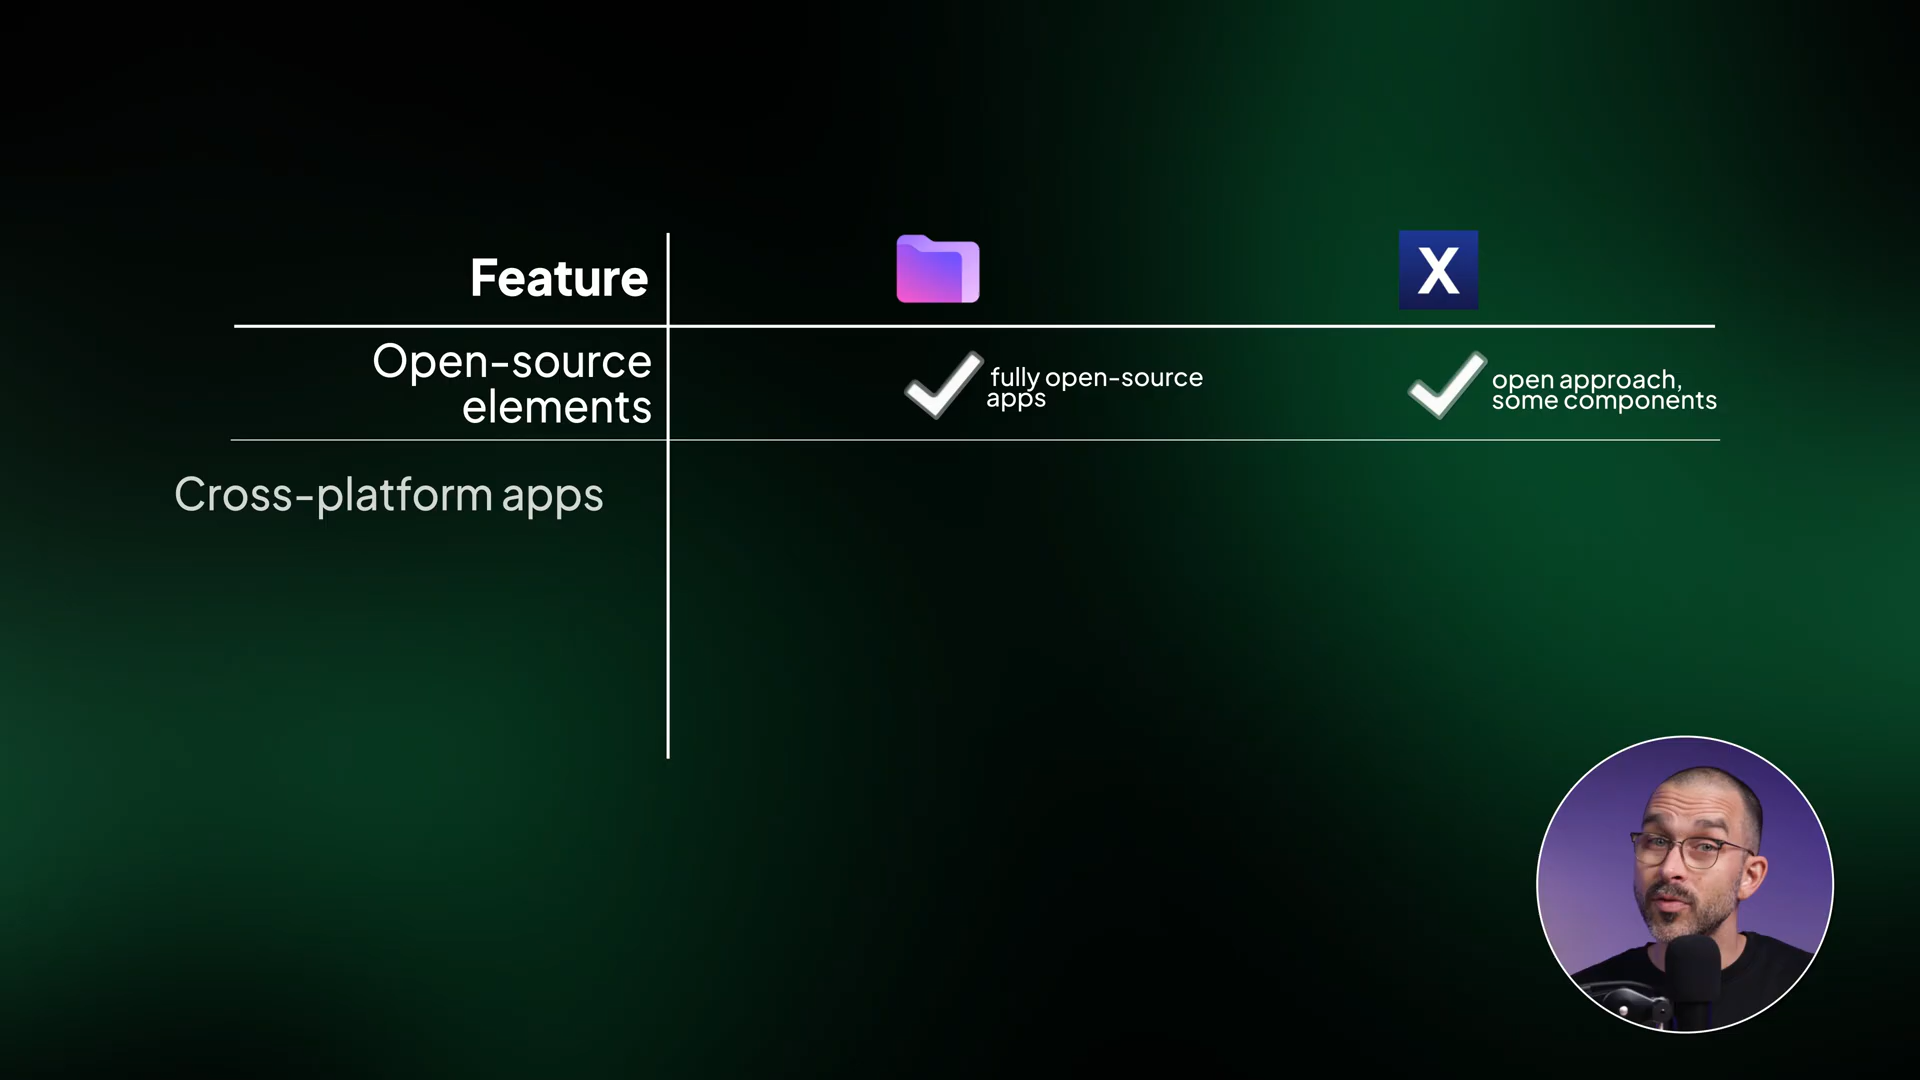 Feature
X
Open-source
elements
fully open-source
apps
open approach,
some components
Cross-platform apps